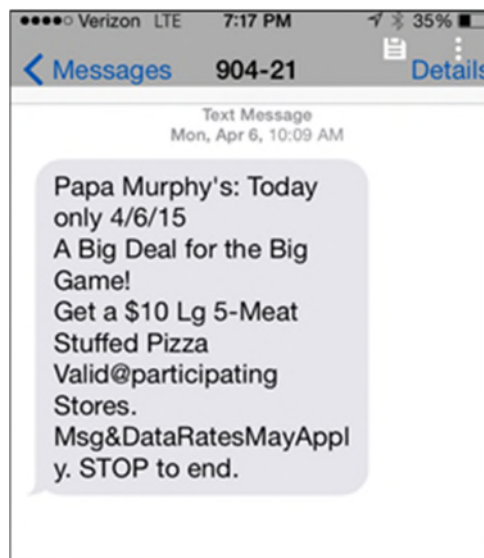 Verizon LTE 7:17 PM 35%
Messages 904-21 Details
Text Message
Mon, Apr 6, 10:09 AM
Papa Murphy's: Today
only 4/6/15
A Big Deal for the Big
Game!
Get a $10 Lg 5-Meat
Stuffed Pizza
Valid@participating
Stores.
Msg&DataRatesMayAppl
y. STOP to end.